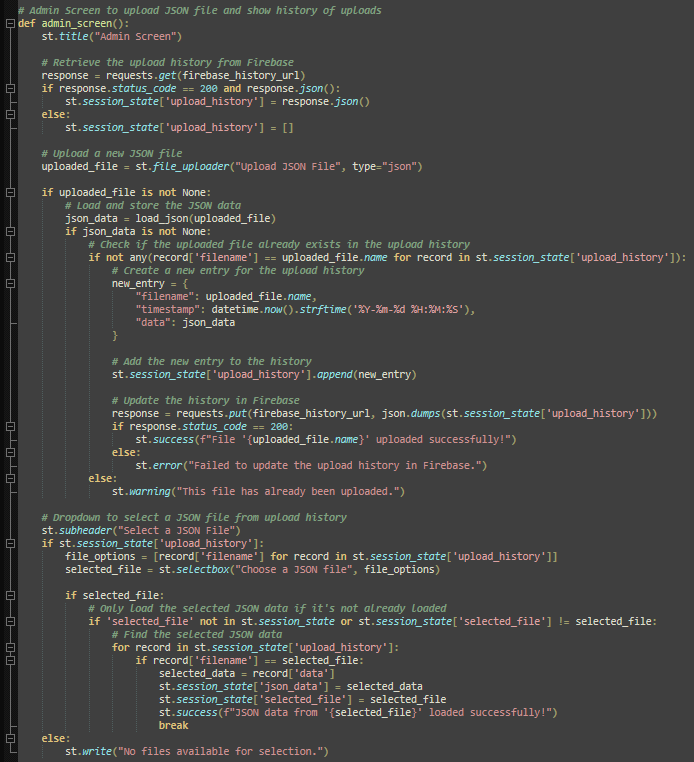 # Admin Screen to upload JSON file and show history of uploads
def admin_screen():
    st.title("Admin Screen")

    # Retrieve the upload history from Firebase
    response = requests.get(firebase_history_url)
    if response.status_code == 200 and response.json():
        st.session_state['upload_history'] = response.json()
    else:
        st.session_state['upload_history'] = []

    # Upload a new JSON file
    uploaded_file = st.file_uploader("Upload JSON File", type="json")

    if uploaded_file is not None:
        # Load and store the JSON data
        json_data = load_json(uploaded_file)
        if json_data is not None:
            # Check if the uploaded file already exists in the upload history
            if not any(record['filename'] == uploaded_file.name for record in st.session_state['upload_history']):
                # Create a new entry for the upload history
                new_entry = {
                    "filename": uploaded_file.name,
                    "timestamp": datetime.now().strftime('%Y-%m-%d %H:%M:%S'),
                    "data": json_data
                }

                # Add the new entry to the history
                st.session_state['upload_history'].append(new_entry)

                # Update the history in Firebase
                response = requests.put(firebase_history_url, json.dumps(st.session_state['upload_history']))
                if response.status_code == 200:
                    st.success(f"File '{uploaded_file.name}' uploaded successfully!")
                else:
                    st.error("Failed to update the upload history in Firebase.")
            else:
                st.warning("This file has already been uploaded.")

    # Dropdown to select a JSON file from upload history
    st.subheader("Select a JSON File")
    if st.session_state['upload_history']:
        file_options = [record['filename'] for record in st.session_state['upload_history']]
        selected_file = st.selectbox("Choose a JSON file", file_options)

        if selected_file:
            # Only load the selected JSON data if it's not already loaded
            if 'selected_file' not in st.session_state or st.session_state['selected_file'] != selected_file:
                # Find the selected JSON data
                for record in st.session_state['upload_history']:
                    if record['filename'] == selected_file:
                        selected_data = record['data']
                        st.session_state['json_data'] = selected_data
                        st.session_state['selected_file'] = selected_file
                        st.success(f"JSON data from '{selected_file}' loaded successfully!")
                        break
    else:
        st.write("No files available for selection.")